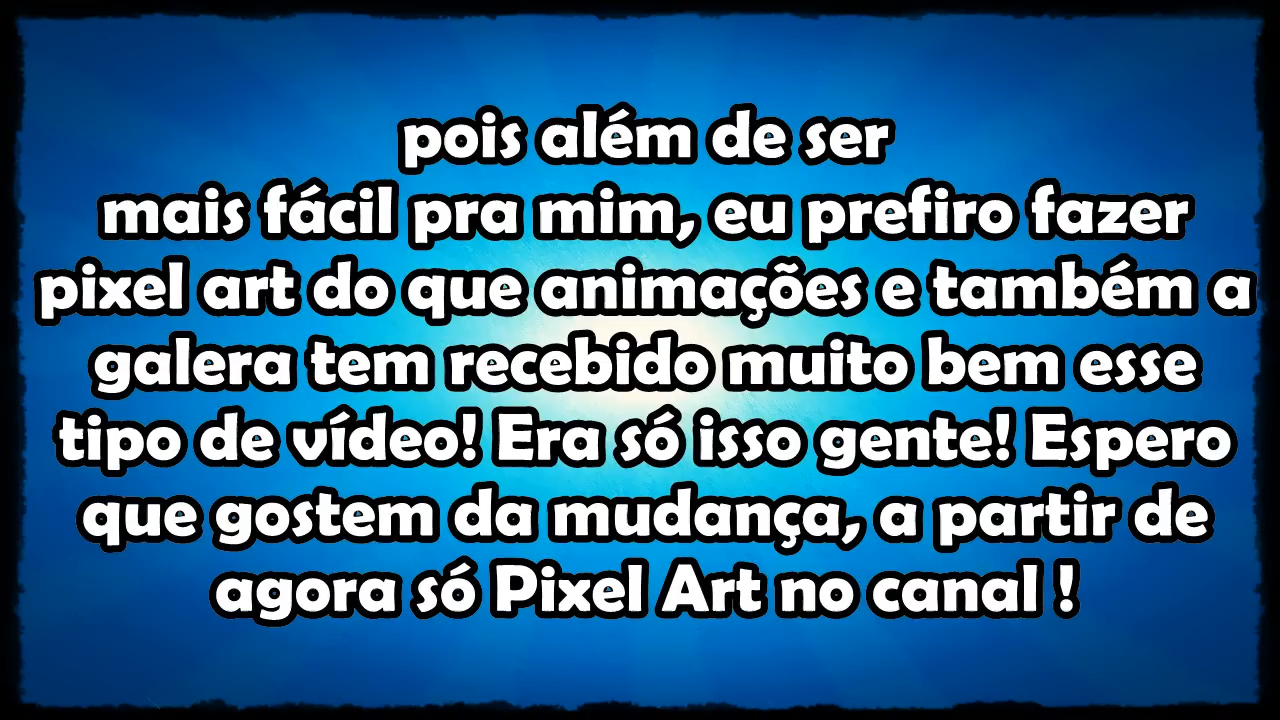 pois além de ser
mais fácil pra mim, eu prefiro fazer
pixel art do que animações e também a
galera tem recebido muito bem esse
tipo de vídeo! Era só isso gente! Espero
que gostem da mudança, a partir de
agora só Pixel Art no canal !